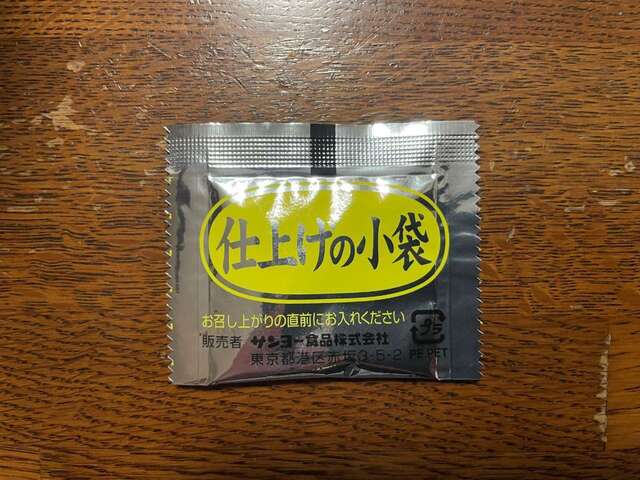 仕上げの小袋
お召し上がりの直前にお入れください
販売者 サンヨー食品株式会社
東京都港区赤坂3-5-2
プラ
PE PET